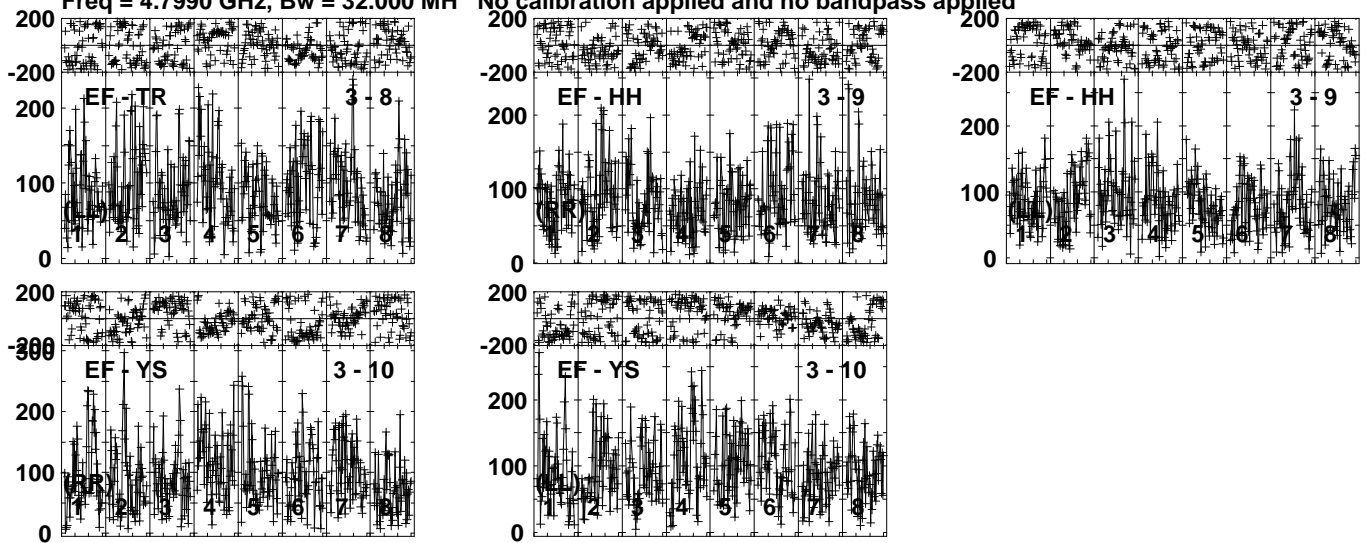 Freq = 4.7990 GHz, Bw = 32.000 MH No calibration applied and no bandpass applied
200
-200
EF - TR 3 - 8
200
100
0
(LL)
1 2 3 4 5 6 7 8
200
-200
EF - HH 3 - 9
200
100
0
(RR)
1 2 3 4 5 6 7 8
200
-200
EF - HH 3 - 9
200
100
0
(LL)
1 2 3 4 5 6 7 8
200
-200
300
EF - YS 3 - 10
200
100
0
(RR)
1 2 3 4 5 6 7 8
200
-200
EF - YS 3 - 10
200
100
0
(LL)
1 2 3 4 5 6 7 8